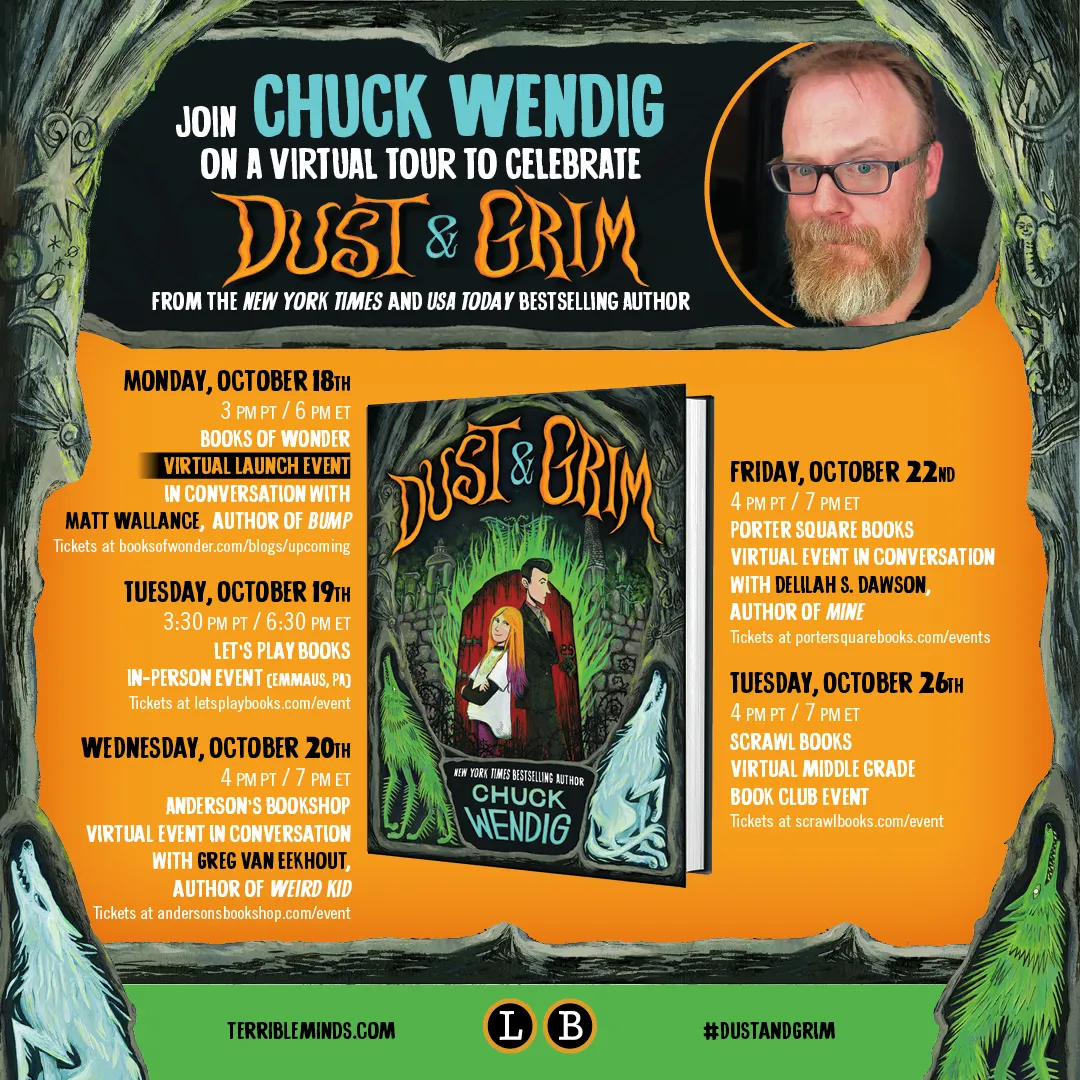 JOIN CHUCK WENDIG
ON A VIRTUAL TOUR TO CELEBRATE
DUST & GRIM
FROM THE NEW YORK TIMES AND USA TODAY BESTSELLING AUTHOR
MONDAY, OCTOBER 18TH
3 PM PT / 6 PM ET
BOOKS OF WONDER
VIRTUAL LAUNCH EVENT
IN CONVERSATION WITH
MATT WALLANCE, AUTHOR OF BUMP
Tickets at booksofwonder.com/blogs/upcoming
TUESDAY, OCTOBER 19TH
3:30 PM PT / 6:30 PM ET
LET'S PLAY BOOKS
IN-PERSON EVENT (EMMAUS, PA)
Tickets at letsplaybooks.com/event
WEDNESDAY, OCTOBER 20TH
4 PM PT / 7 PM ET
ANDERSON'S BOOKSHOP
VIRTUAL EVENT IN CONVERSATION
WITH GREG VAN EEKHOUT,
AUTHOR OF WEIRD KID
Tickets at andersonsbookshop.com/event
DUST & GRIM
NEW YORK TIMES BESTSELLING AUTHOR
CHUCK
WENDIG
FRIDAY, OCTOBER 22ND
4 PM PT / 7 PM ET
PORTER SQUARE BOOKS
VIRTUAL EVENT IN CONVERSATION
WITH DELILAH S. DAWSON,
AUTHOR OF MINE
Tickets at portersquarebooks.com/events
TUESDAY, OCTOBER 26TH
4 PM PT / 7 PM ET
SCRAWL BOOKS
VIRTUAL MIDDLE GRADE
BOOK CLUB EVENT
Tickets at scrawlbooks.com/event
TERRIBLEMINDS.COM
L B
#DUSTANDGRIM